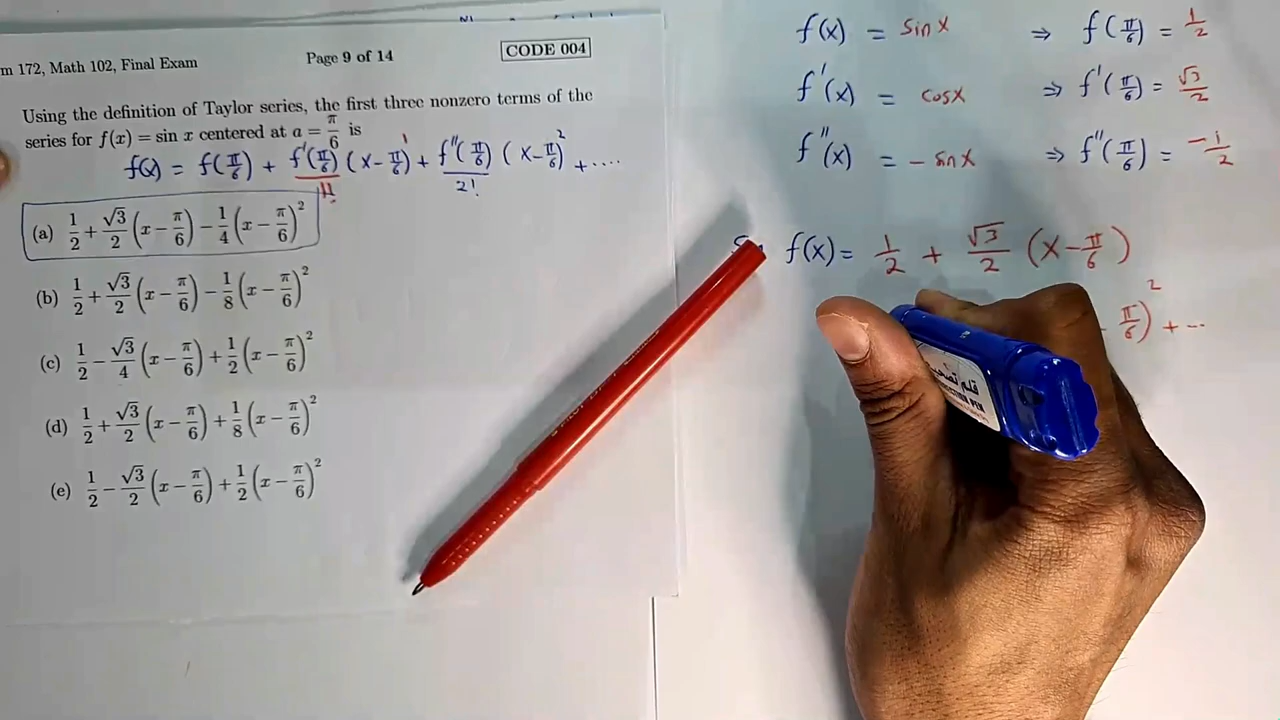 m 172, Math 102, Final Exam
Page 9 of 14
CODE 004
Using the definition of Taylor series, the first three nonzero terms of the
series for f(x) = sin x centered at a = π/6 is
f(x) = f(π/6) + f'(π/6)/1! (x-π/6)^1 + f''(π/6)/2! (x-π/6)^2 + ....
(a) 1/2 + √3/2 (x − π/6) − 1/4 (x − π/6)^2
(b) 1/2 + √3/2 (x − π/6) − 1/8 (x − π/6)^2
(c) 1/2 − √3/4 (x − π/6) + 1/2 (x − π/6)^2
(d) 1/2 + √3/2 (x − π/6) + 1/8 (x − π/6)^2
(e) 1/2 − √3/2 (x − π/6) + 1/2 (x − π/6)^2
f(x) = sin x ⇒ f(π/6) = 1/2
f'(x) = cos x ⇒ f'(π/6) = √3/2
f''(x) = - sin x ⇒ f''(π/6) = -1/2
f(x) = 1/2 + √3/2 (x-π/6)
π/6)^2 + ...
قلم